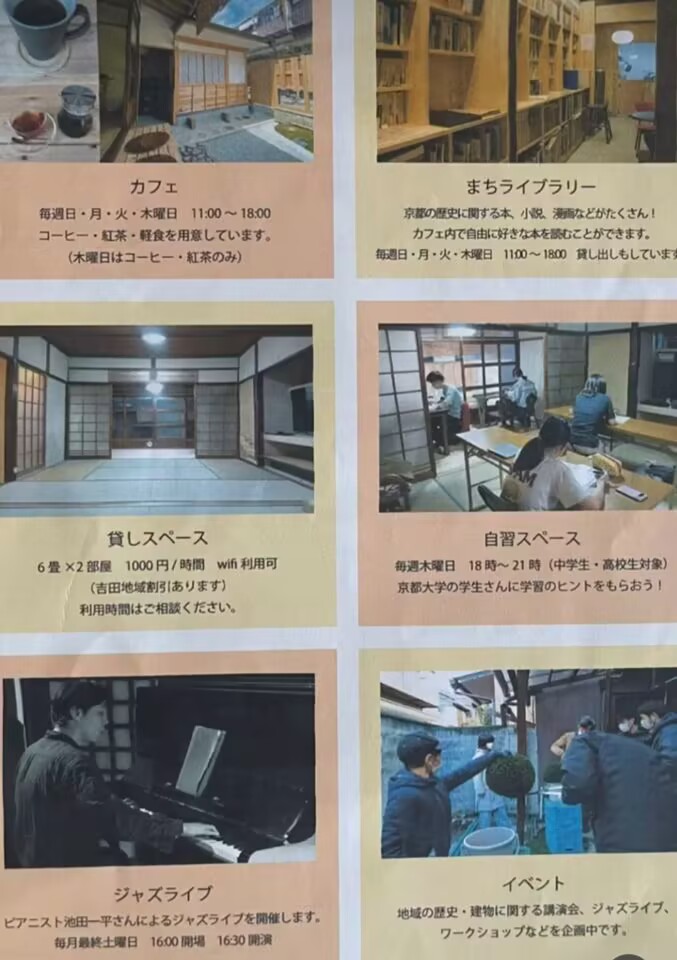 カフェ
毎週日・月・火・木曜日　11:00 〜 18:00
コーヒー・紅茶・軽食を用意しています。
（木曜日はコーヒー・紅茶のみ）
まちライブラリー
京都の歴史に関する本、小説、漫画などがたくさん！
カフェ内で自由に好きな本を読むことができます。
毎週日・月・火・木曜日　11:00 〜 18:00　貸し出しもしています
貸しスペース
6 畳 ×2 部屋　1000 円 / 時間　wifi 利用可
（吉田地域割引あります）
利用時間はご相談ください。
自習スペース
毎週木曜日　18 時〜 21 時（中学生・高校生対象）
京都大学の学生さんに学習のヒントをもらおう！
ジャズライブ
ピアニスト池田一平さんによるジャズライブを開催します。
毎月最終土曜日　16:00 開場　16:30 開演
イベント
地域の歴史・建物に関する講演会、ジャズライブ、
ワークショップなどを企画中です。